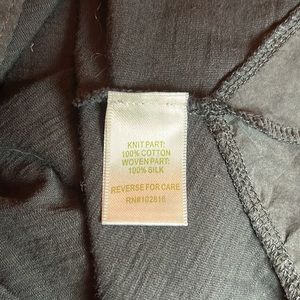 KNIT PART:
100% COTTON
WOVEN PART:
100% SILK
REVERSE FOR CARE
RN#102816